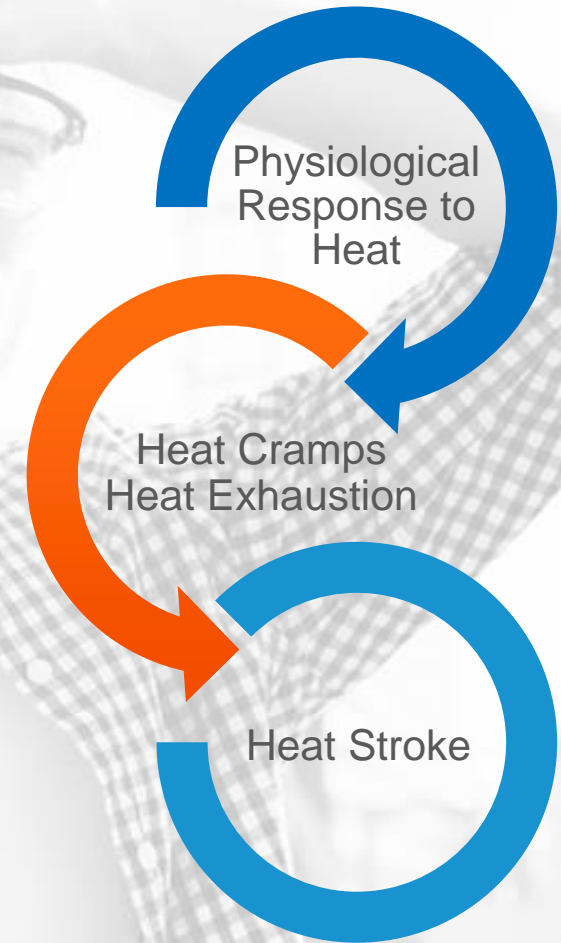 Physiological
Response to
Heat
Heat Cramps
Heat Exhaustion
Heat Stroke